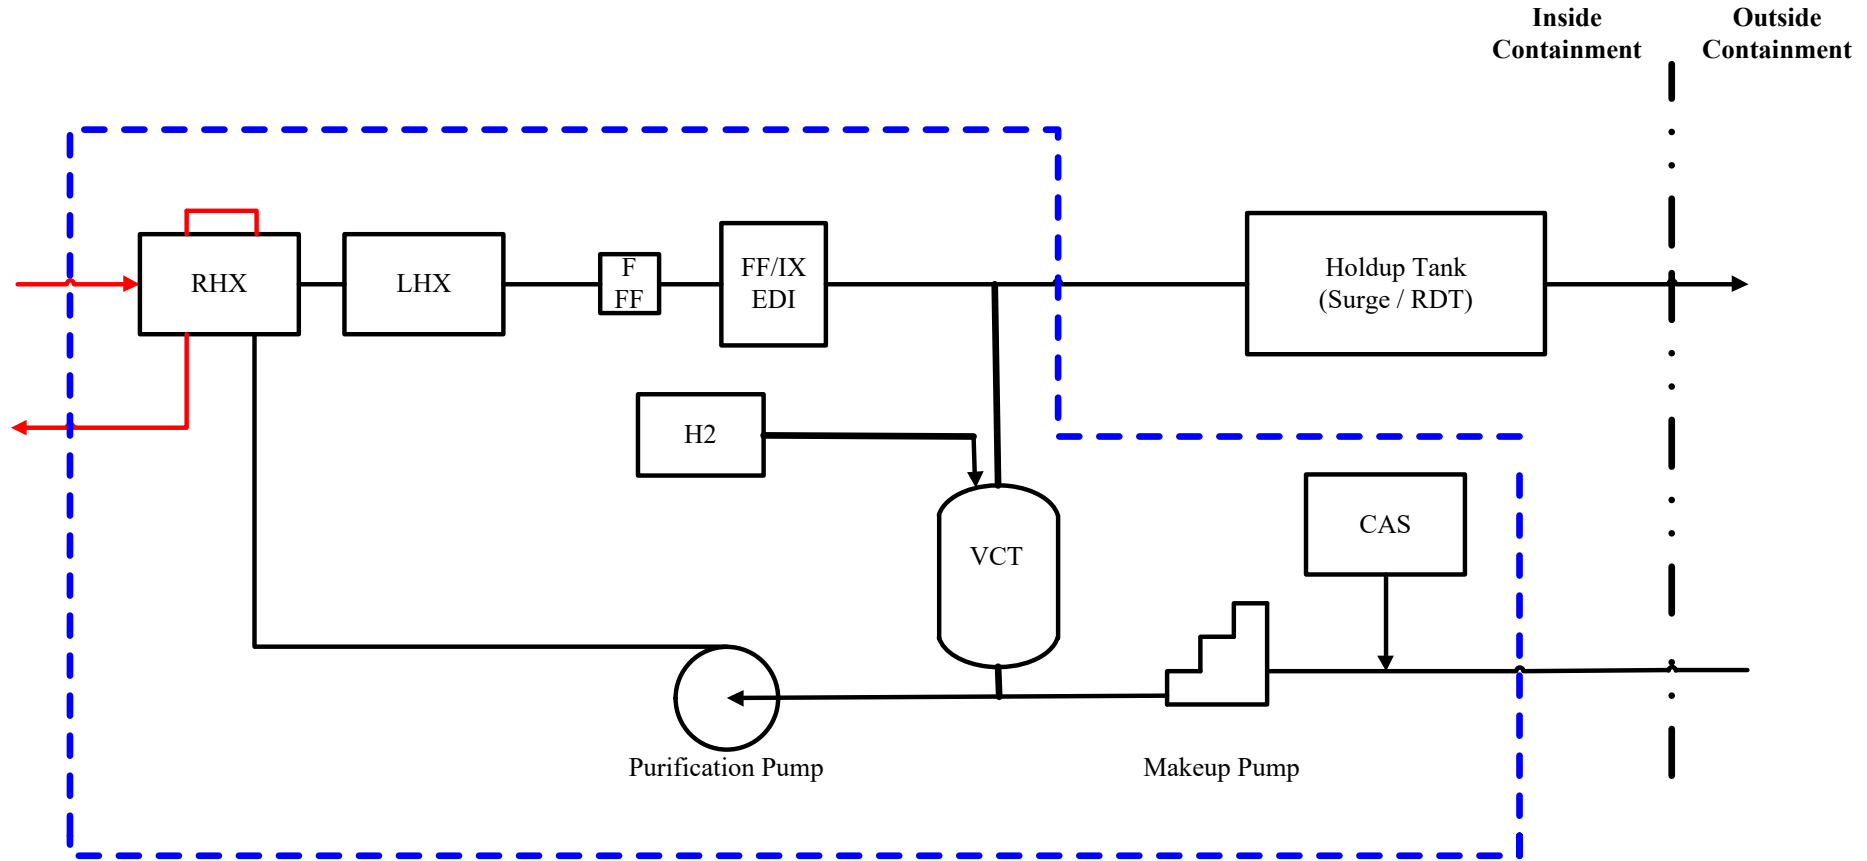 Inside
Containment
Outside
Containment
RHX
LHX
F
FF
FF/IX
EDI
Holdup Tank
(Surge / RDT)
H2
CAS
VCT
Purification Pump
Makeup Pump